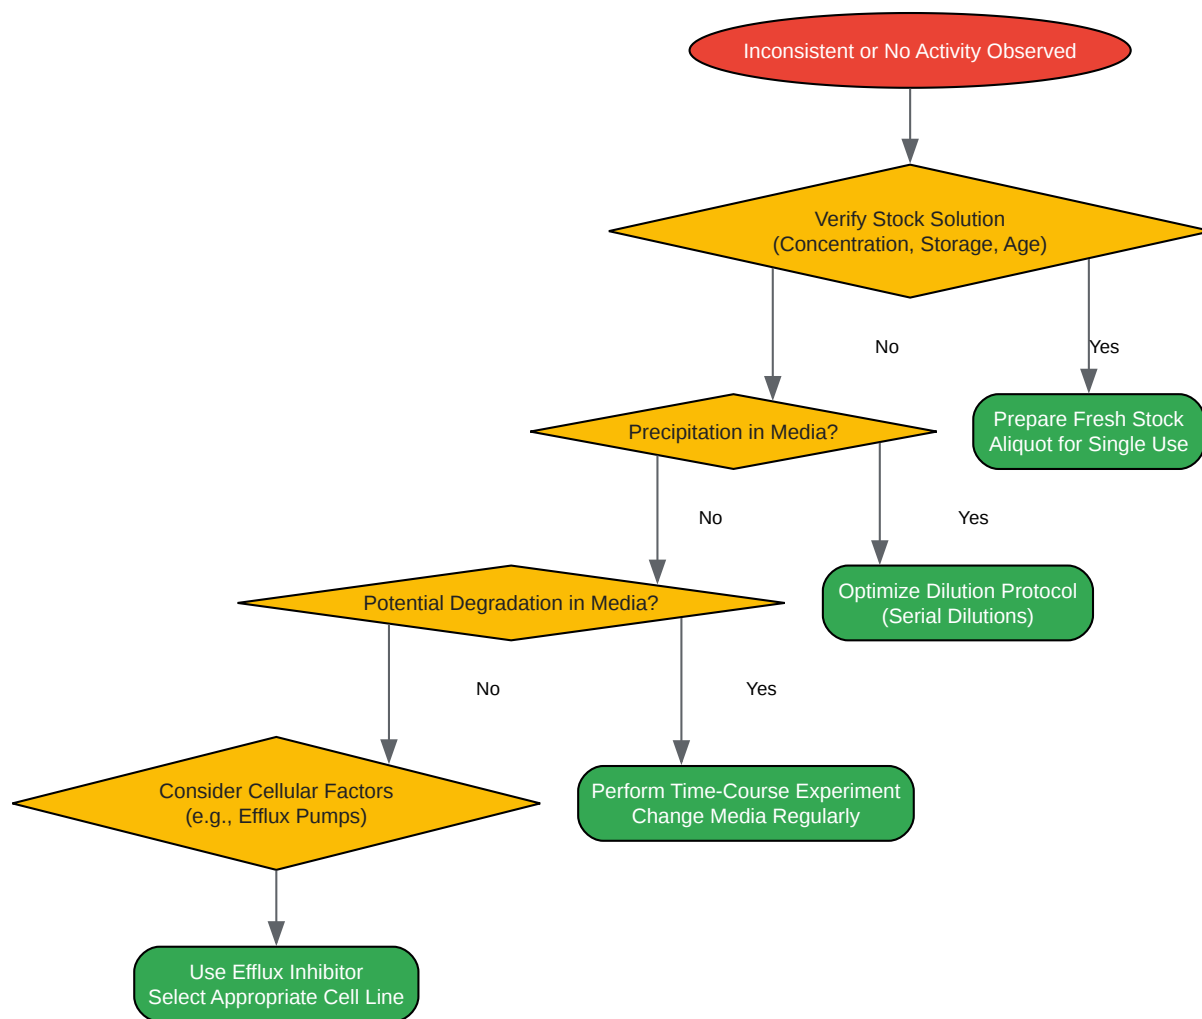 Inconsistent or No Activity Observed
Verify Stock Solution
(Concentration, Storage, Age)
No
Yes
Prepare Fresh Stock
Aliquot for Single Use
Precipitation in Media?
No
Yes
Optimize Dilution Protocol
(Serial Dilutions)
Potential Degradation in Media?
No
Yes
Perform Time-Course Experiment
Change Media Regularly
Consider Cellular Factors
(e.g., Efflux Pumps)
Use Efflux Inhibitor
Select Appropriate Cell Line